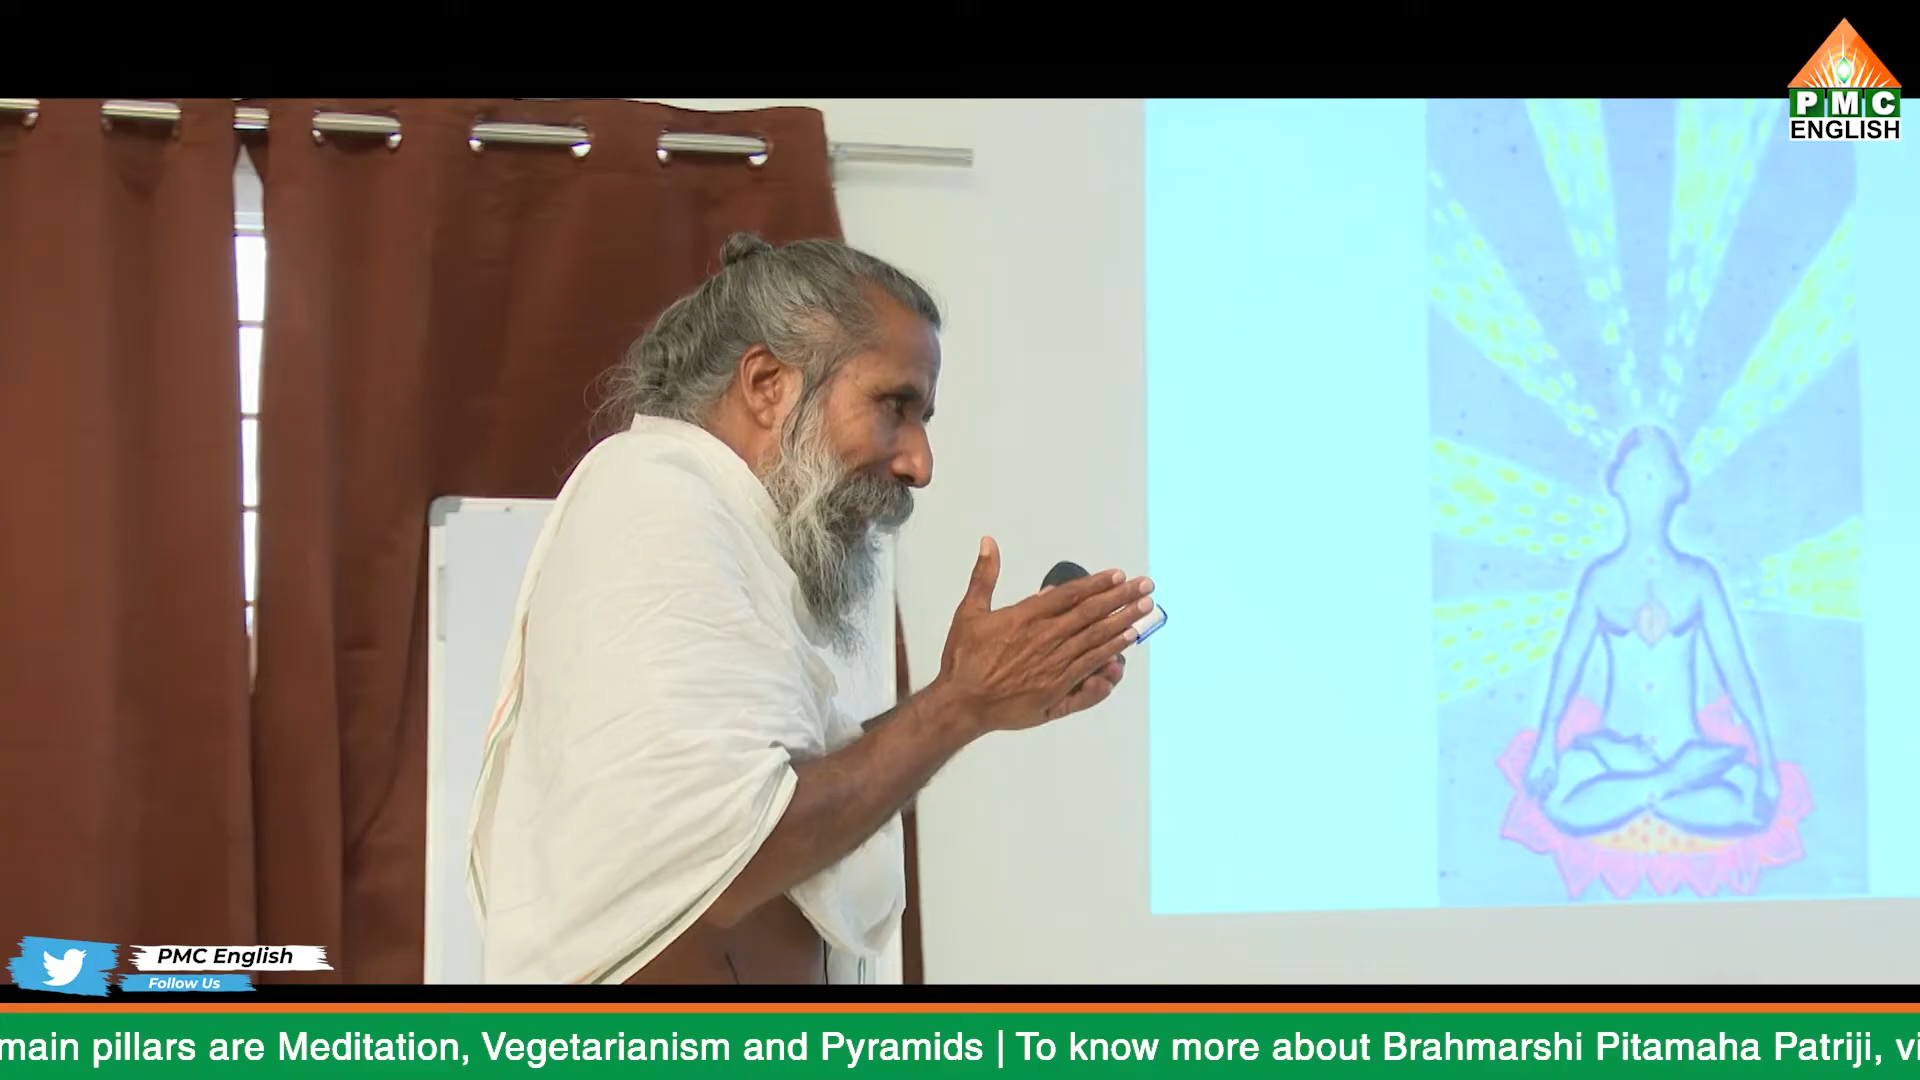 PMC
ENGLISH
PMC English
Follow Us
main pillars are Meditation, Vegetarianism and Pyramids | To know more about Brahmarshi Pitamaha Patriji, vi